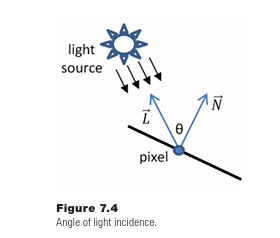 light
source
L
N
θ
pixel
Figure 7.4
Angle of light incidence.